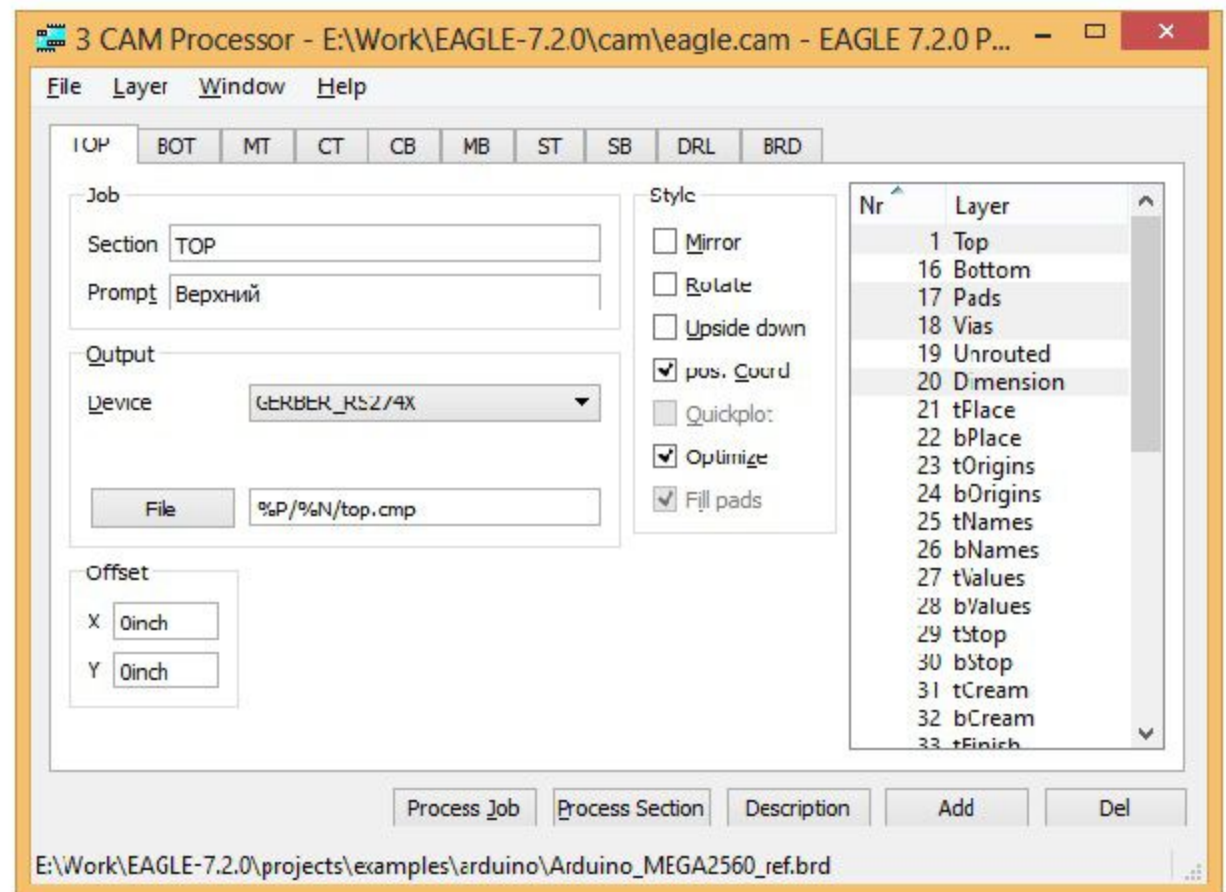 3 CAM Processor - E:\Work\EAGLE-7.2.0\cam\eagle.cam - EAGLE 7.2.0 P...
File Layer Window Help
TOP BOT MT CT CB MB ST SB DRL BRD
Job
Section TOP
Prompt Верхний
Output
Device GERBER_RS274X
File %P/%N/top.cmp
Offset
X 0inch
Y 0inch
Style
Mirror
Rotate
Upside down
pos. Coord
Quickplot
Optimize
Fill pads
Nr Layer
1 Top
16 Bottom
17 Pads
18 Vias
19 Unrouted
20 Dimension
21 tPlace
22 bPlace
23 tOrigins
24 bOrigins
25 tNames
26 bNames
27 tValues
28 bValues
29 tStop
30 bStop
31 tCream
32 bCream
33 tFinish
Process Job Process Section Description Add Del
E:\Work\EAGLE-7.2.0\projects\examples\arduino\Arduino_MEGA2560_ref.brd